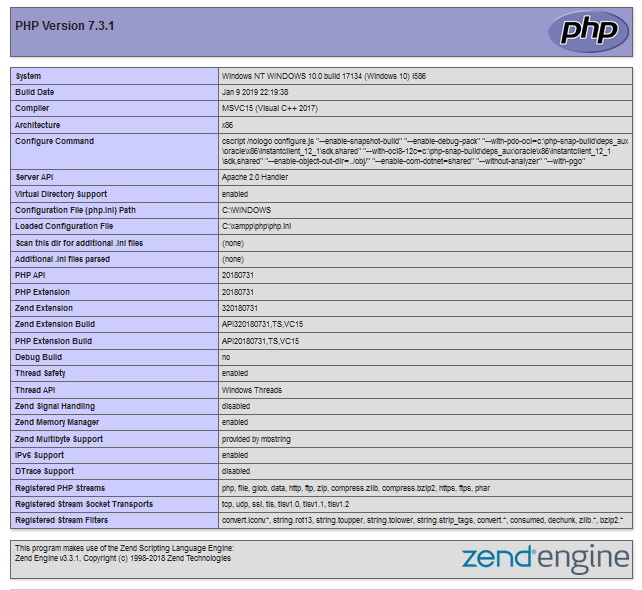 PHP Version 7.3.1
php
System Windows NT WINDOWS 10.0 build 17134 (Windows 10) i586
Build Date Jan 9 2019 22:19:38
Compiler MSVC15 (Visual C++ 2017)
Architecture x86
Configure Command cscript /nologo configure.js "--enable-snapshot-build" "--enable-debug-pack" "--with-pdo-oci=c:\php-snap-build\deps_aux
\oracle\x86\instantclient_12_1\sdk,shared" "--with-oci8-12c=c:\php-snap-build\deps_aux\oracle\x86\instantclient_12_1
\sdk,shared" "--enable-object-out-dir=../obj/" "--enable-com-dotnet=shared" "--without-analyzer" "--with-pgo"
Server API Apache 2.0 Handler
Virtual Directory Support enabled
Configuration File (php.ini) Path C:\WINDOWS
Loaded Configuration File C:\xampp\php\php.ini
Scan this dir for additional .ini files (none)
Additional .ini files parsed (none)
PHP API 20180731
PHP Extension 20180731
Zend Extension 320180731
Zend Extension Build API320180731,TS,VC15
PHP Extension Build API20180731,TS,VC15
Debug Build no
Thread Safety enabled
Thread API Windows Threads
Zend Signal Handling disabled
Zend Memory Manager enabled
Zend Multibyte Support provided by mbstring
IPv6 Support enabled
DTrace Support disabled
Registered PHP Streams php, file, glob, data, http, ftp, zip, compress.zlib, compress.bzip2, https, ftps, phar
Registered Stream Socket Transports tcp, udp, ssl, tls, tlsv1.0, tlsv1.1, tlsv1.2
Registered Stream Filters convert.iconv.*, string.rot13, string.toupper, string.tolower, string.strip_tags, convert.*, consumed, dechunk, zlib.*, bzip2.*
This program makes use of the Zend Scripting Language Engine:
Zend Engine v3.3.1, Copyright (c) 1998-2018 Zend Technologies
zend engine